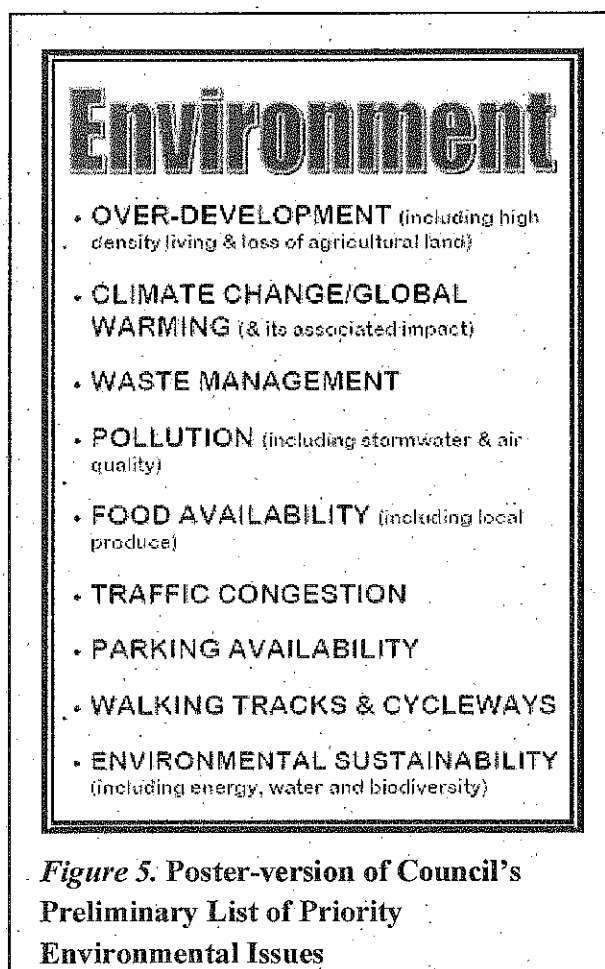 Environment
• OVER-DEVELOPMENT (including high
density living & loss of agricultural land)
• CLIMATE CHANGE/GLOBAL
WARMING (& its associated impact)
• WASTE MANAGEMENT
• POLLUTION (including stormwater & air
quality)
• FOOD AVAILABILITY (including local
produce)
• TRAFFIC CONGESTION
• PARKING AVAILABILITY
• WALKING TRACKS & CYCLEWAYS
• ENVIRONMENTAL SUSTAINABILITY
(including energy, water and biodiversity)
Figure 5. Poster-version of Council's
Preliminary List of Priority
Environmental Issues